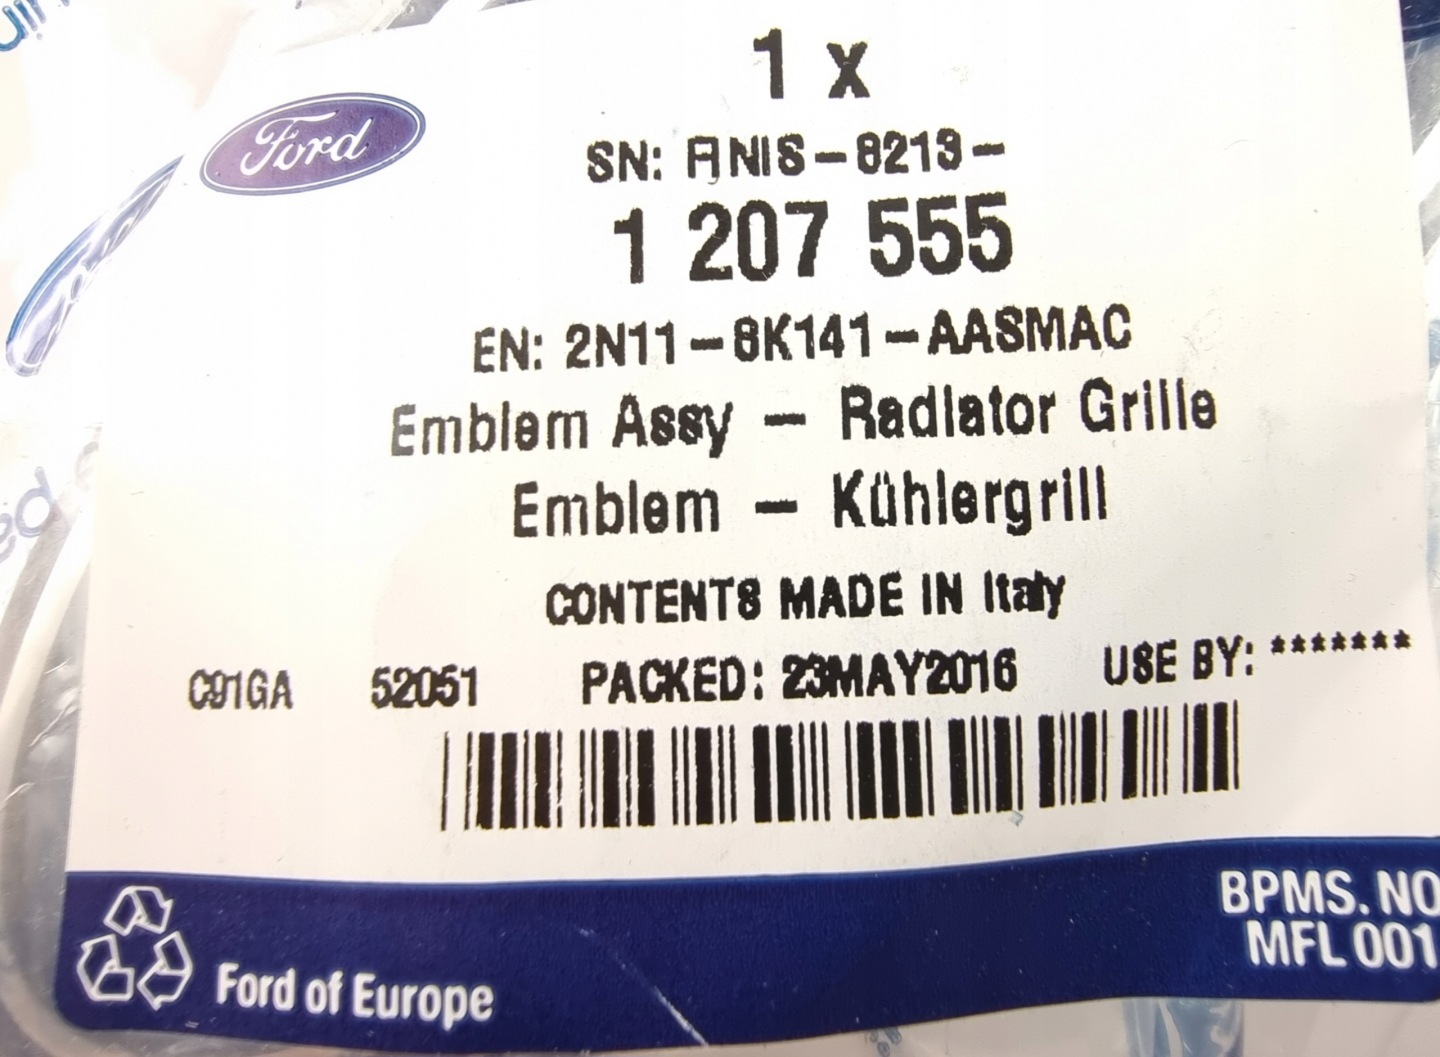 Ford
1 x
SN: ANIS-8213-
1 207 555
EN: 2N11-8K141-AASMAC
Emblem Assy - Radiator Grille
Emblem - Kühlergrill
CONTENTS MADE IN Italy
C91GA 52051 PACKED: 23MAY2016 USE BY: *******
BPMS. NO
MFL 001
Ford of Europe